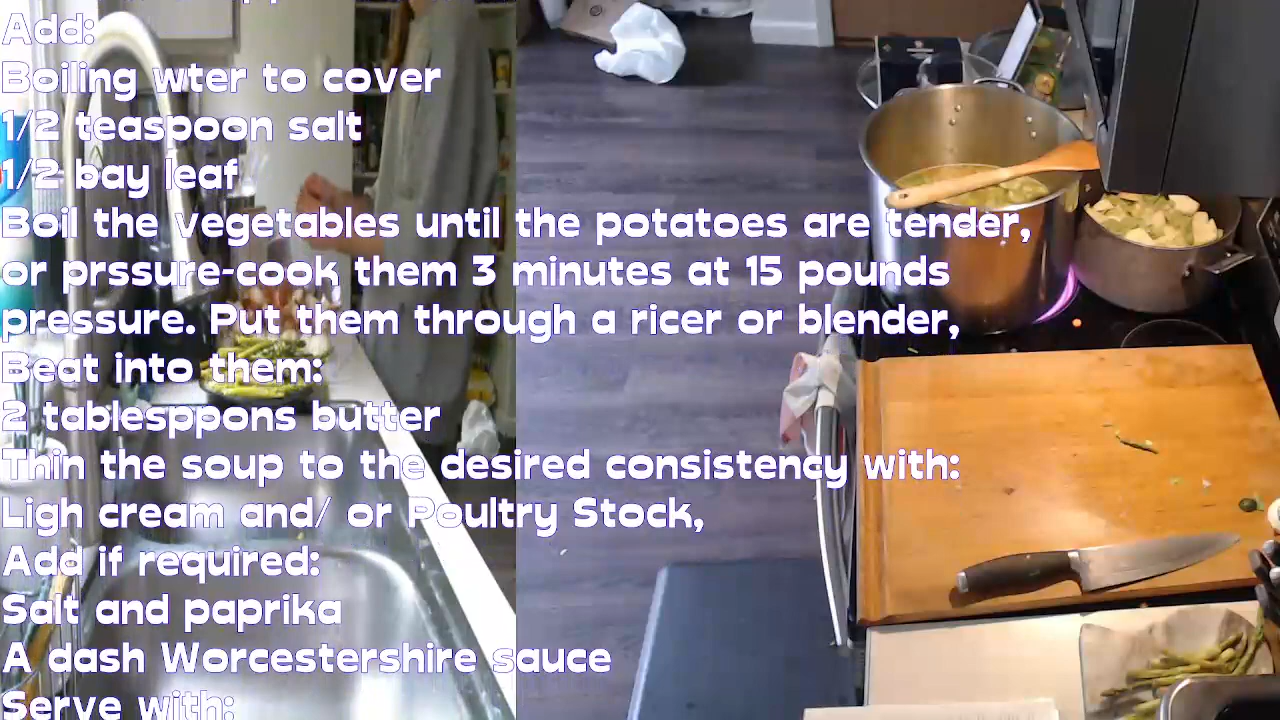 Add:
Boiling wter to cover
1/2 teaspoon salt
1/2 bay leaf
Boil the vegetables until the potatoes are tender,
or prssure-cook them 3 minutes at 15 pounds
pressure. Put them through a ricer or blender,
Beat into them:
2 tablesppons butter
Thin the soup to the desired consistency with:
Ligh cream and/ or Poultry Stock,
Add if required:
Salt and paprika
A dash Worcestershire sauce
Serve with: